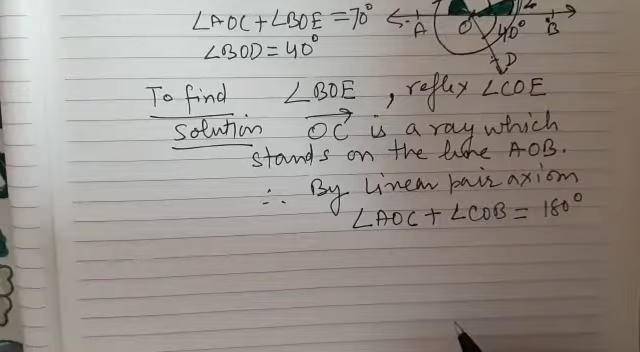 ∠AOC + ∠BOE = 70°
∠BOD = 40°
A O 40° B
D
To find ∠BOE, reflex ∠COE
Solution OC is a ray which
stands on the line AOB.
∴ By linear pair axiom
∠AOC + ∠COB = 180°